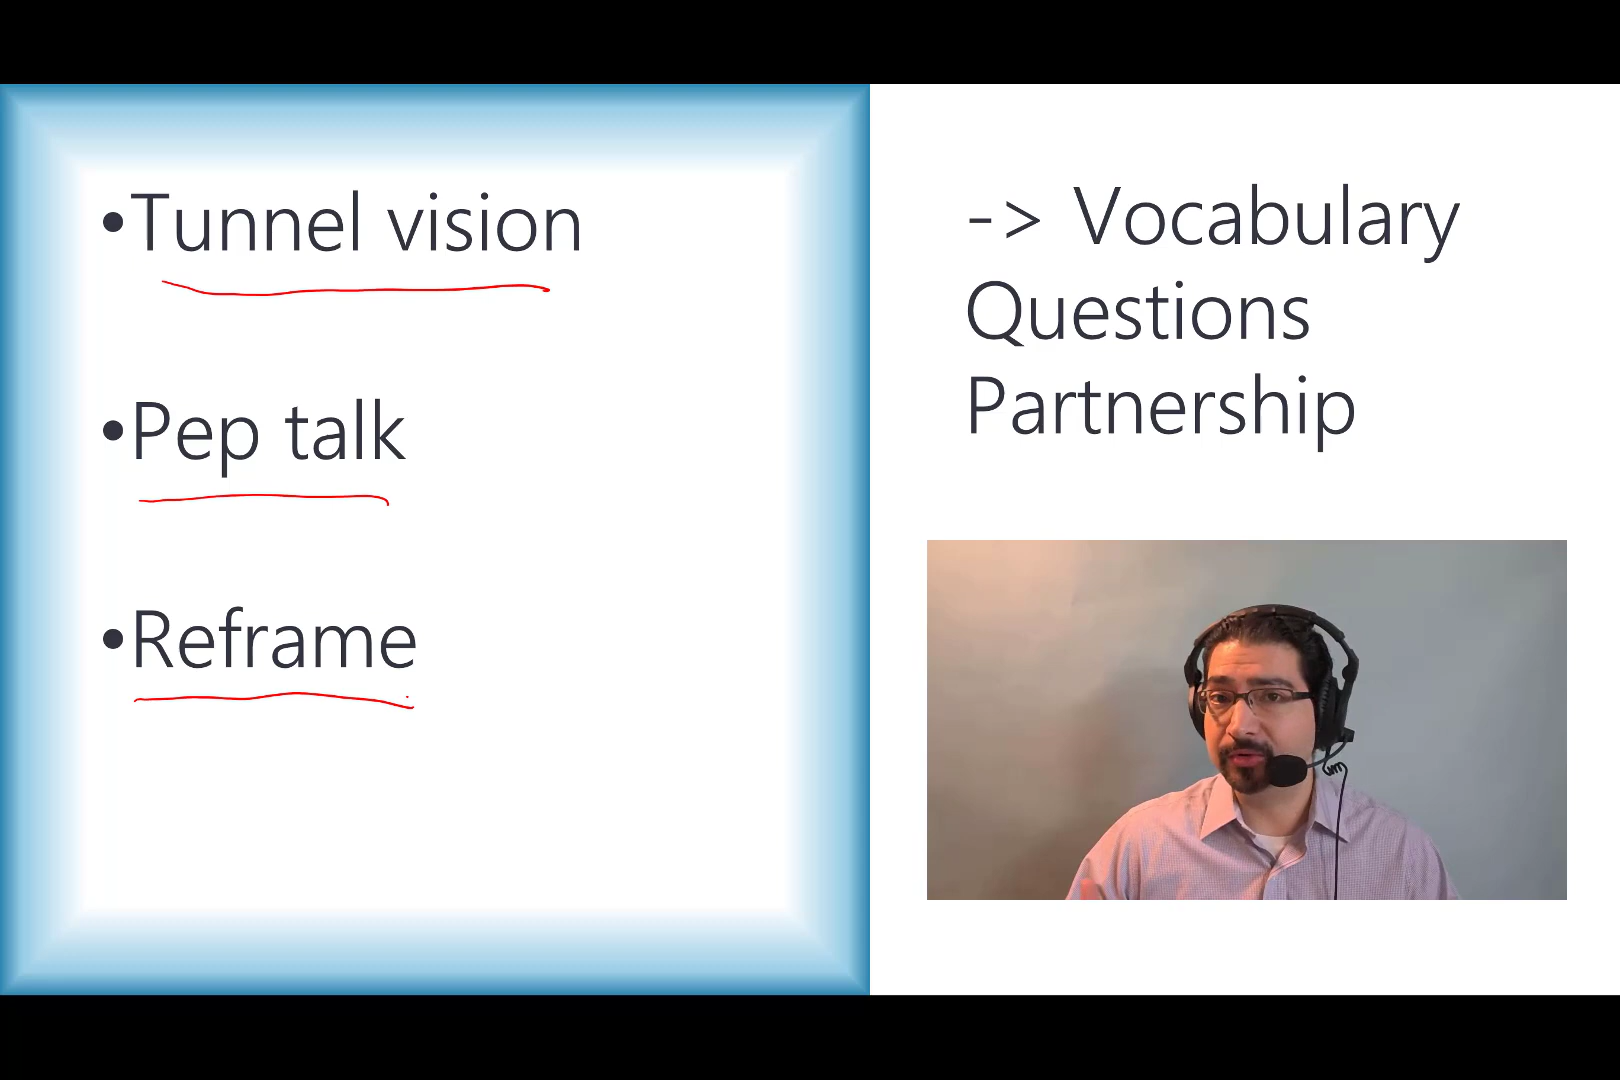 •Tunnel vision
•Pep talk
•Reframe
-> Vocabulary
Questions
Partnership